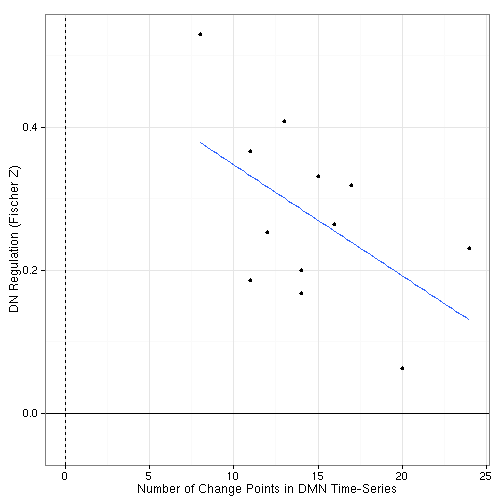 DN Regulation (Fischer Z)
0.4
0.2
0.0
0 5 10 15 20 25
Number of Change Points in DMN Time-Series